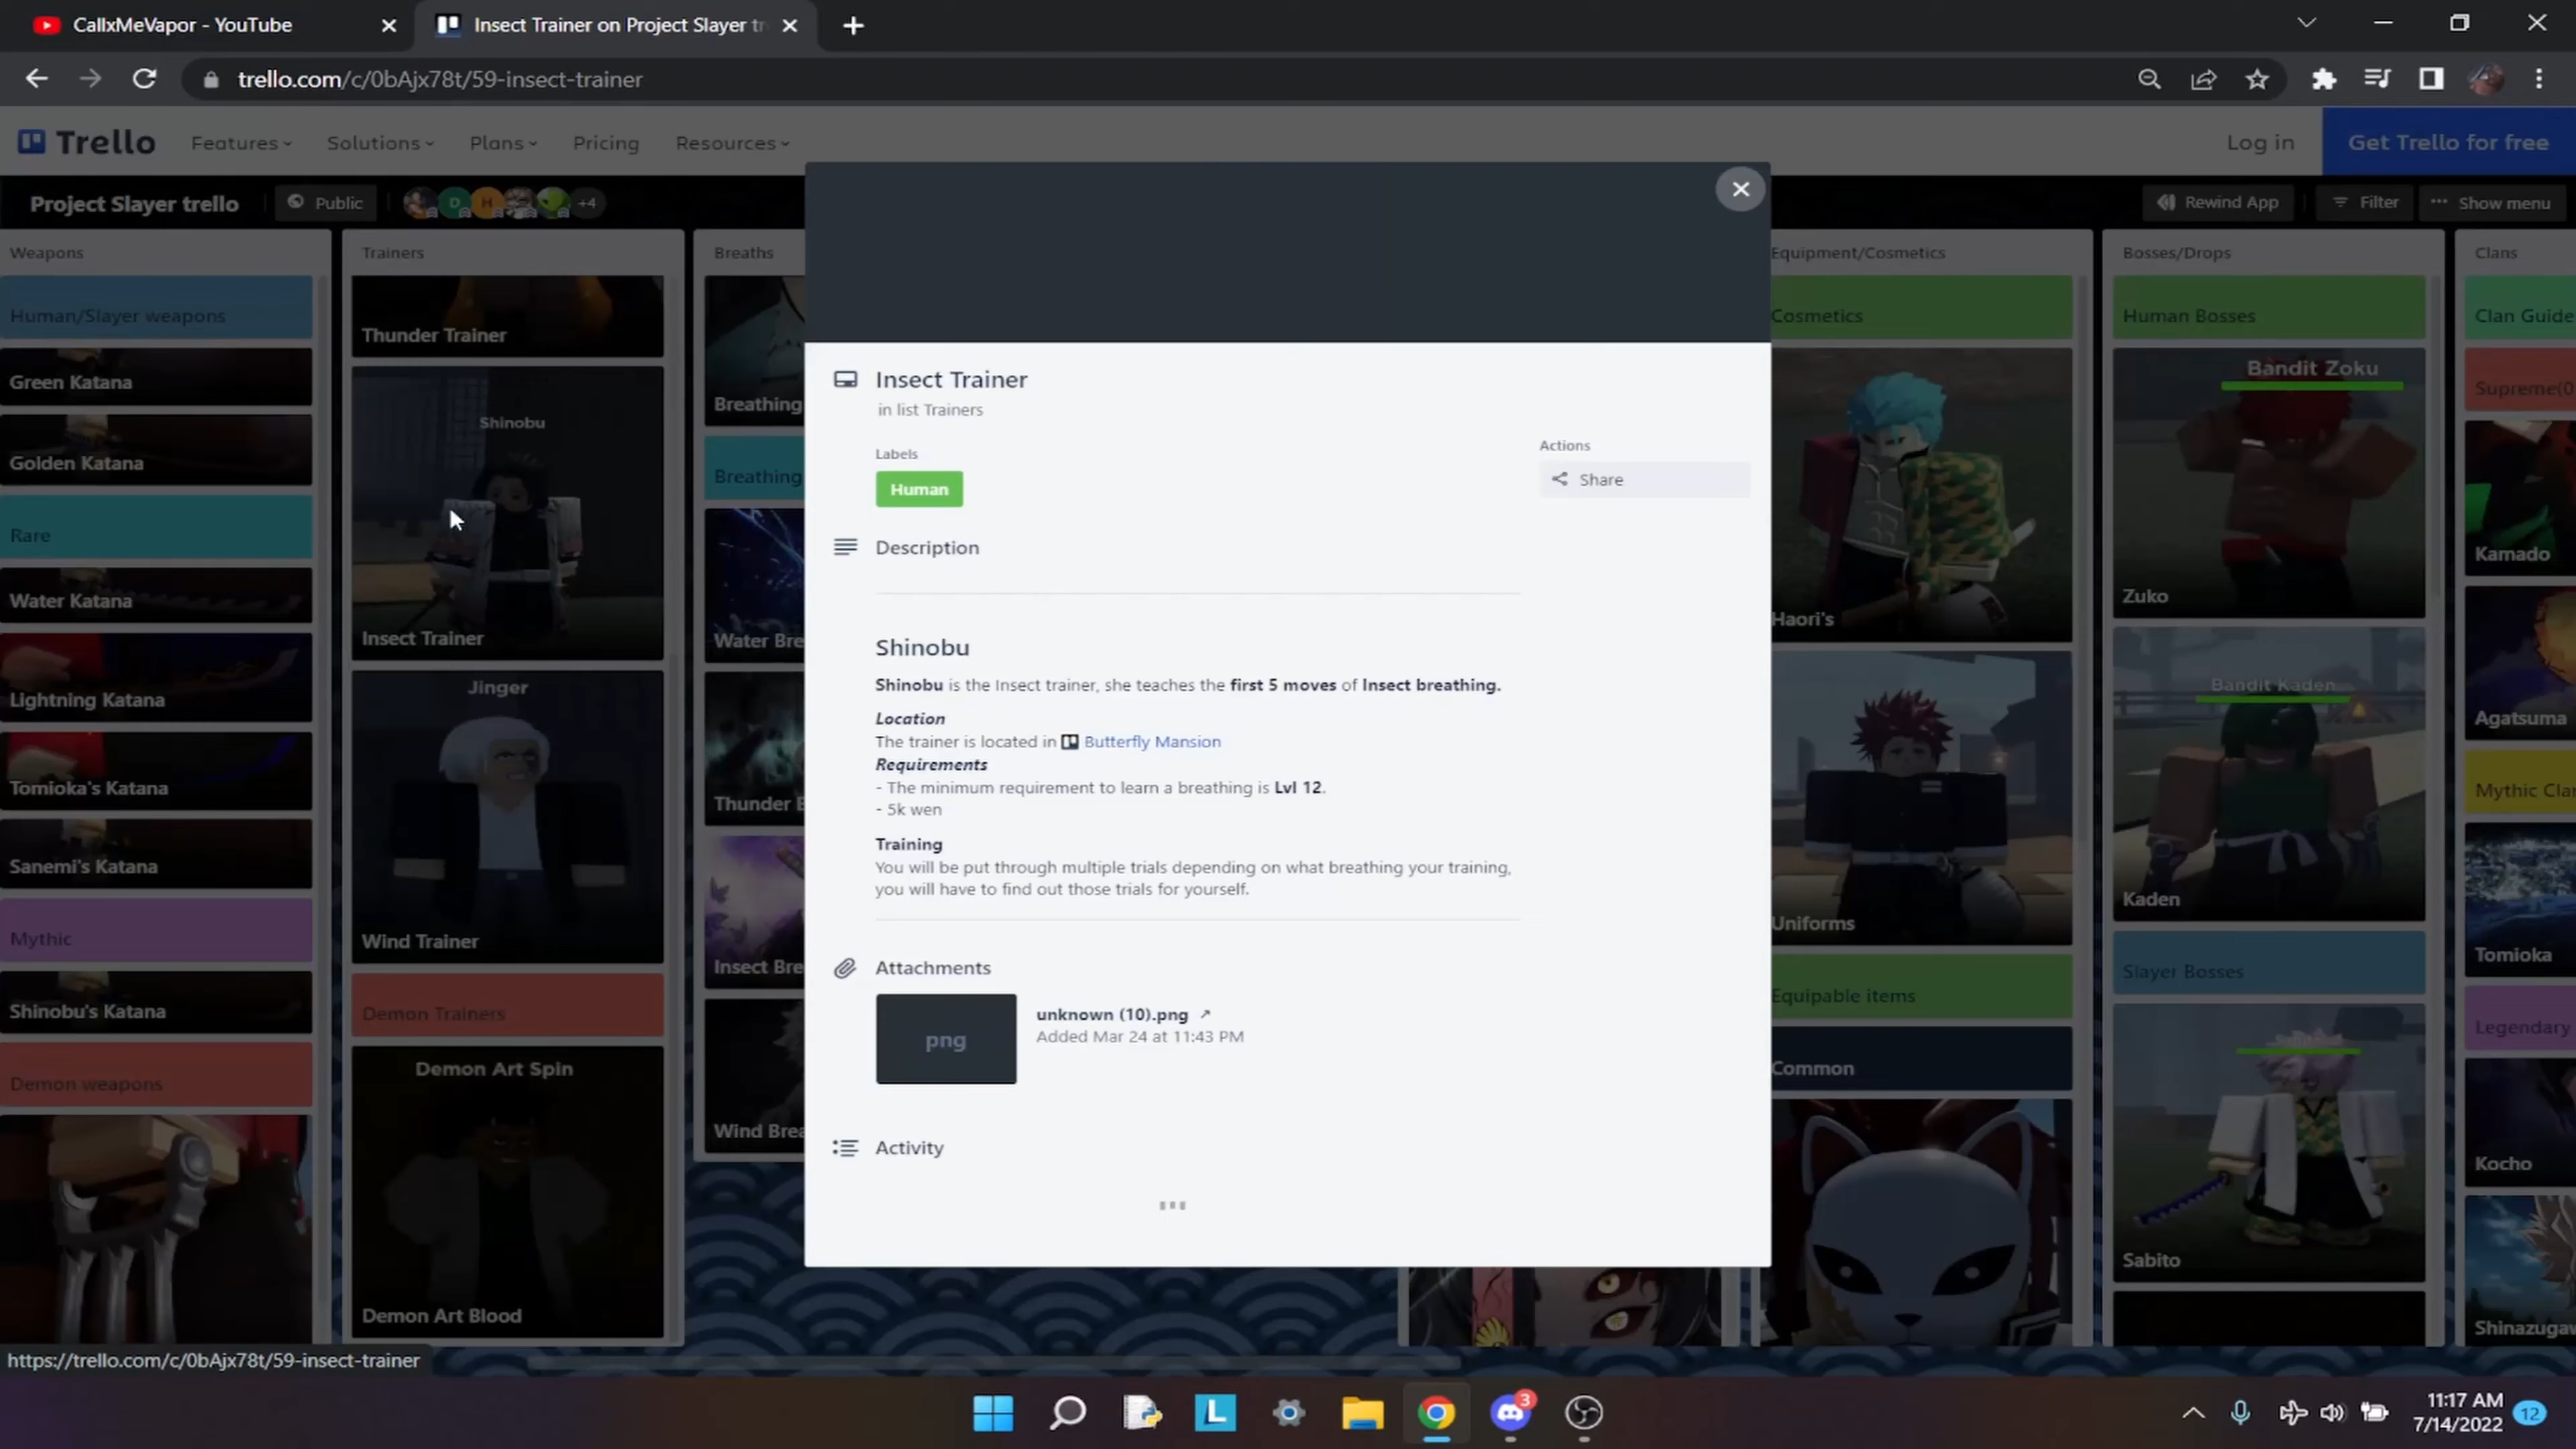 CallxMeVapor - YouTube
Insect Trainer on Project Slayer tr
trello.com/c/0bAjx78t/59-insect-trainer
Trello
Features
Solutions
Plans
Pricing
Resources
Log in
Get Trello for free
Project Slayer trello
Public
D
H
+4
Rewind App
Filter
Show menu
Weapons
Human/Slayer weapons
Green Katana
Golden Katana
Rare
Water Katana
Lightning Katana
Tomioka's Katana
Sanemi's Katana
Mythic
Shinobu's Katana
Demon weapons
Trainers
Thunder Trainer
Shinobu
Insect Trainer
Jinger
Wind Trainer
Demon Trainers
Demon Art Spin
Demon Art Blood
Breaths
Breathing
Breathing
Water Bre
Thunder B
Insect Bre
Wind Brea
Insect Trainer
in list Trainers
Labels
Human
Actions
Share
Description
Shinobu
Shinobu is the Insect trainer, she teaches the first 5 moves of Insect breathing.
Location
The trainer is located in Butterfly Mansion
Requirements
- The minimum requirement to learn a breathing is Lvl 12.
- 5k wen
Training
You will be put through multiple trials depending on what breathing your training,
you will have to find out those trials for yourself.
Attachments
png
unknown (10).png
Added Mar 24 at 11:43 PM
Activity
Equipment/Cosmetics
Cosmetics
Haori's
Uniforms
Equipable items
Common
Bosses/Drops
Human Bosses
Bandit Zoku
Zuko
Bandit Kaden
Kaden
Slayer Bosses
Sabito
Sabito
Clans
Clan Guide
Supreme(0
Kamado
Agatsuma
Mythic Clan
Tomioka
Legendary
Kocho
Shinazugaw
https://trello.com/c/0bAjx78t/59-insect-trainer
L
3
11:17 AM
7/14/2022
12